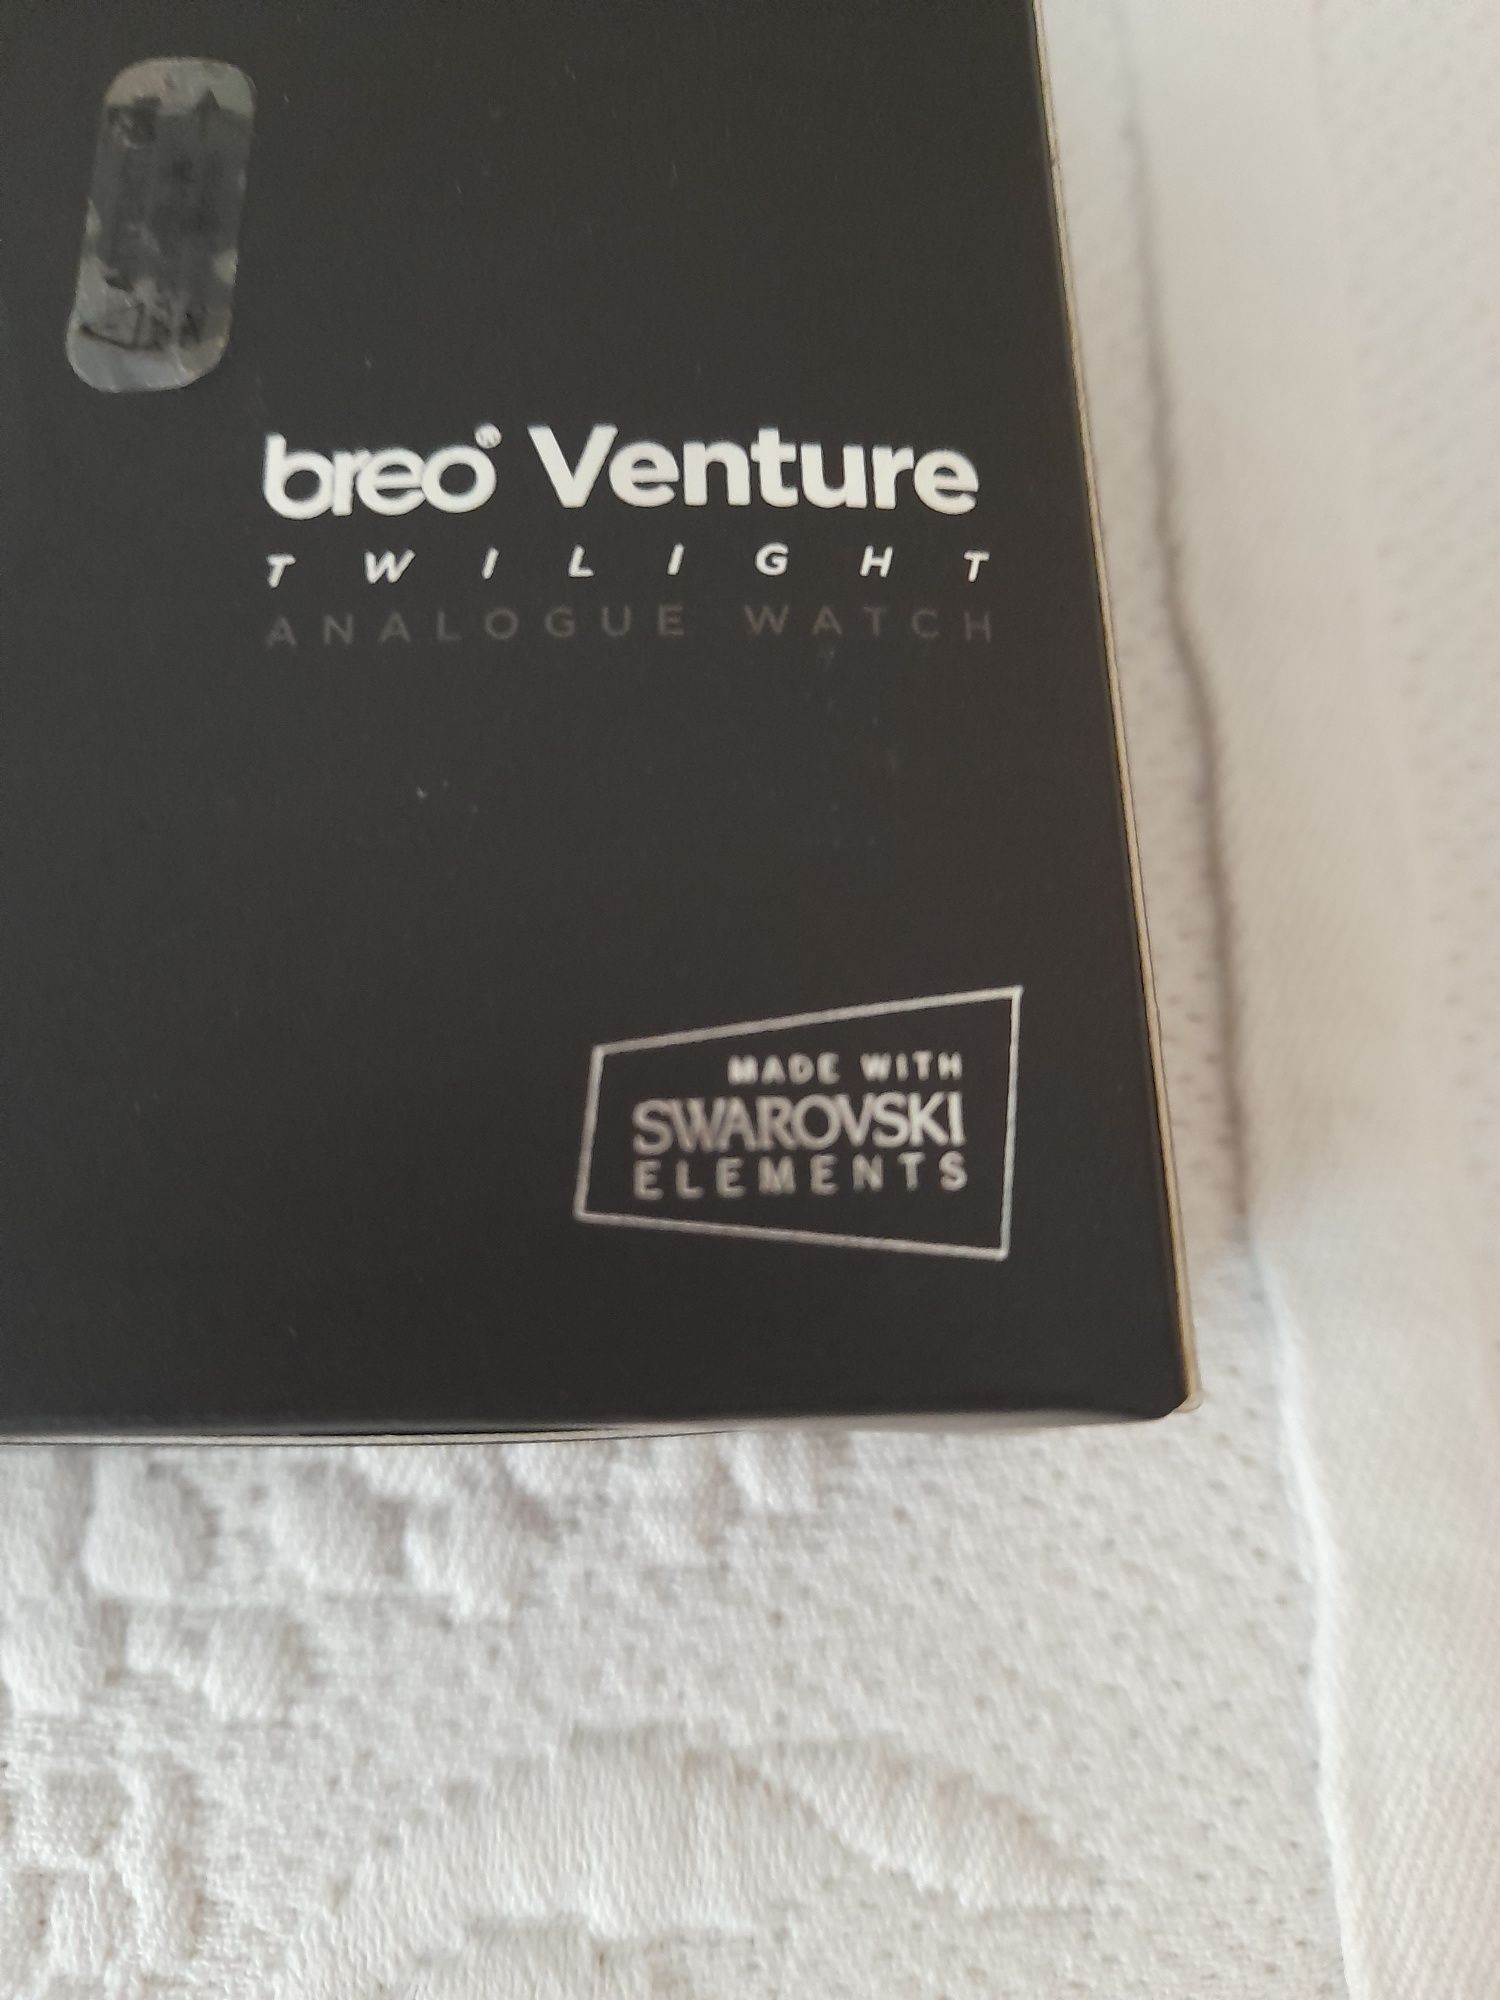 breo® Venture
TWILIGHT
ANALOGUE WATCH
MADE WITH
SWAROVSKI
ELEMENTS